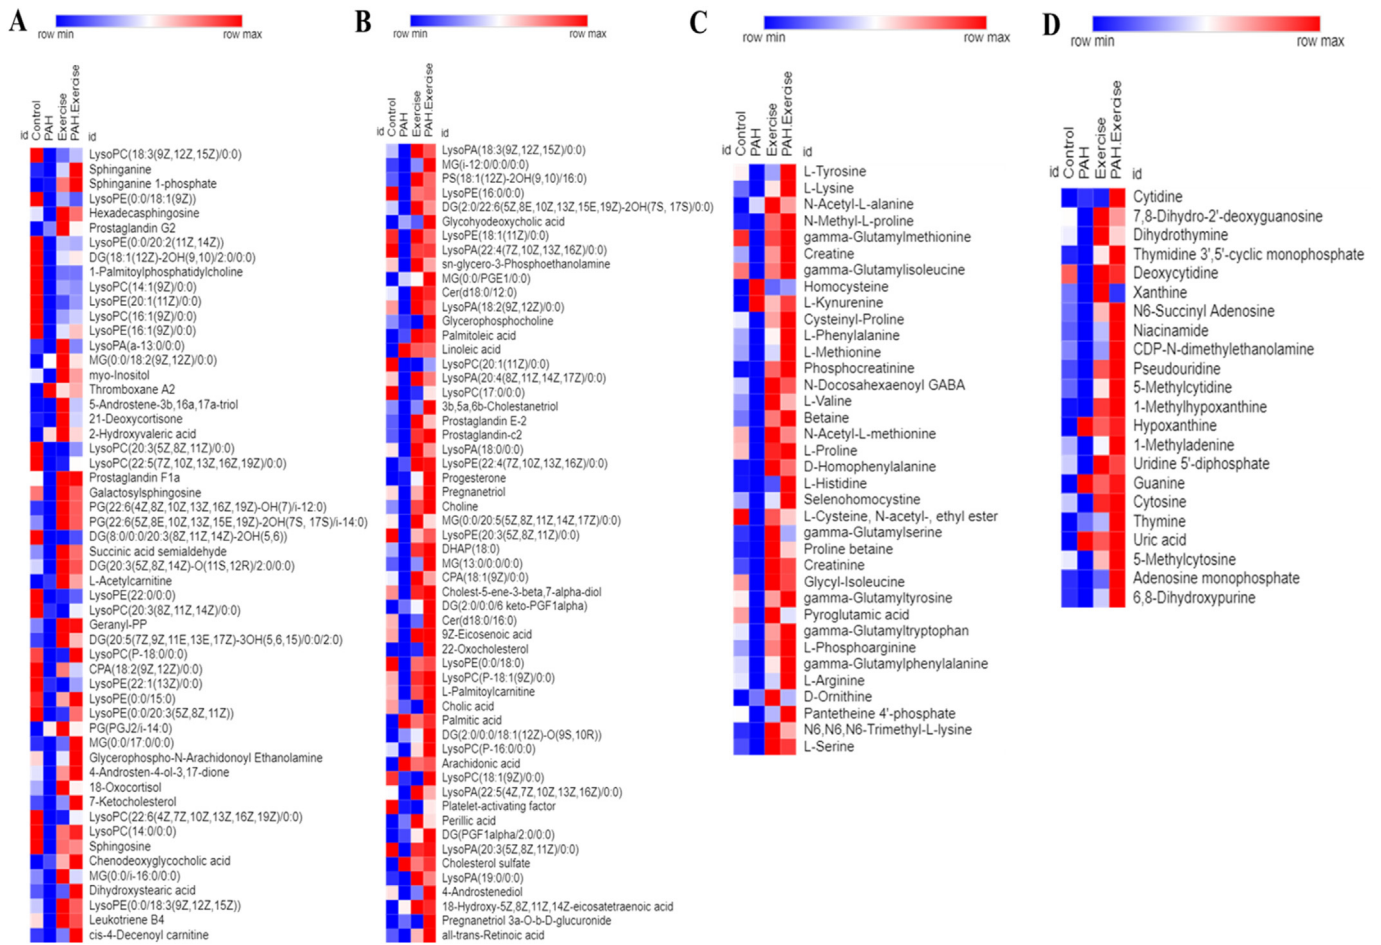 A
row min row max
id Control PAH Exercise PAH.Exercise id
LysoPC(18:3(9Z,12Z,15Z)/0:0)
Sphinganine
Sphinganine 1-phosphate
LysoPE(0:0/18:1(9Z))
Hexadecasphingosine
Prostaglandin G2
LysoPE(0:0/20:2(11Z,14Z))
DG(18:1(12Z)-2OH(9,10)/2:0/0:0)
1-Palmitoylphosphatidylcholine
LysoPC(14:1(9Z)/0:0)
LysoPE(20:1(11Z)/0:0)
LysoPC(16:1(9Z)/0:0)
LysoPE(16:1(9Z)/0:0)
LysoPA(a-13:0/0:0)
MG(0:0/18:2(9Z,12Z)/0:0)
myo-Inositol
Thromboxane A2
5-Androstene-3b,16a,17a-triol
21-Deoxycortisone
2-Hydroxyvaleric acid
LysoPC(20:3(5Z,8Z,11Z)/0:0)
LysoPC(22:5(7Z,10Z,13Z,16Z,19Z)/0:0)
Prostaglandin F1a
Galactosylsphingosine
PG(22:6(4Z,8Z,10Z,13Z,16Z,19Z)-OH(7)/i-12:0)
PG(22:6(5Z,8E,10Z,13Z,15E,19Z)-2OH(7S, 17S)/i-14:0)
DG(8:0/0:0/20:3(8Z,11Z,14Z)-2OH(5,6))
Succinic acid semialdehyde
DG(20:3(5Z,8Z,14Z)-O(11S,12R)/2:0/0:0)
L-Acetylcarnitine
LysoPE(22:0/0:0)
LysoPC(20:3(8Z,11Z,14Z)/0:0)
Geranyl-PP
DG(20:5(7Z,9Z,11E,13E,17Z)-3OH(5,6,15)/0:0/2:0)
LysoPC(P-18:0/0:0)
CPA(18:2(9Z,12Z)/0:0)
LysoPE(22:1(13Z)/0:0)
LysoPE(0:0/15:0)
LysoPE(0:0/20:3(5Z,8Z,11Z))
PG(PGJ2/i-14:0)
MG(0:0/17:0/0:0)
Glycerophospho-N-Arachidonoyl Ethanolamine
4-Androsten-4-ol-3,17-dione
18-Oxocortisol
7-Ketocholesterol
LysoPC(22:6(4Z,7Z,10Z,13Z,16Z,19Z)/0:0)
LysoPC(14:0/0:0)
Sphingosine
Chenodeoxyglycocholic acid
MG(0:0/i-16:0/0:0)
Dihydroxystearic acid
LysoPE(0:0/18:3(9Z,12Z,15Z))
Leukotriene B4
cis-4-Decenoyl carnitine
B
row min row max
id Control PAH Exercise PAH.Exercise id
LysoPA(18:3(9Z,12Z,15Z)/0:0)
MG(i-12:0/0:0/0:0)
PS(18:1(12Z)-2OH(9,10)/16:0)
LysoPE(16:0/0:0)
DG(2:0/22:6(5Z,8E,10Z,13Z,15E,19Z)-2OH(7S, 17S)/0:0)
Glycohyodeoxycholic acid
LysoPE(18:1(11Z)/0:0)
LysoPA(22:4(7Z,10Z,13Z,16Z)/0:0)
sn-glycero-3-Phosphoethanolamine
MG(0:0/PGE1/0:0)
Cer(d18:0/12:0)
LysoPA(18:2(9Z,12Z)/0:0)
Glycerophosphocholine
Palmitoleic acid
Linoleic acid
LysoPC(20:1(11Z)/0:0)
LysoPA(20:4(8Z,11Z,14Z,17Z)/0:0)
LysoPC(17:0/0:0)
3b,5a,6b-Cholestanetriol
Prostaglandin E-2
Prostaglandin-c2
LysoPA(18:0/0:0)
LysoPE(22:4(7Z,10Z,13Z,16Z)/0:0)
Progesterone
Pregnanetriol
Choline
MG(0:0/20:5(5Z,8Z,11Z,14Z,17Z)/0:0)
LysoPE(20:3(5Z,8Z,11Z)/0:0)
DHAP(18:0)
MG(13:0/0:0/0:0)
CPA(18:1(9Z)/0:0)
Cholest-5-ene-3-beta,7-alpha-diol
DG(2:0/0:0/6 keto-PGF1alpha)
Cer(d18:0/16:0)
9Z-Eicosenoic acid
22-Oxocholesterol
LysoPE(0:0/18:0)
LysoPC(P-18:1(9Z)/0:0)
L-Palmitoylcarnitine
Cholic acid
Palmitic acid
DG(2:0/0:0/18:1(12Z)-O(9S,10R))
LysoPC(P-16:0/0:0)
Arachidonic acid
LysoPC(18:1(9Z)/0:0)
LysoPA(22:5(4Z,7Z,10Z,13Z,16Z)/0:0)
Platelet-activating factor
Perillic acid
DG(PGF1alpha/2:0/0:0)
LysoPA(20:3(5Z,8Z,11Z)/0:0)
Cholesterol sulfate
LysoPA(19:0/0:0)
4-Androstenediol
18-Hydroxy-5Z,8Z,11Z,14Z-eicosatetraenoic acid
Pregnanetriol 3a-O-b-D-glucuronide
all-trans-Retinoic acid
C
row min row max
id Control PAH Exercise PAH.Exercise id
L-Tyrosine
L-Lysine
N-Acetyl-L-alanine
N-Methyl-L-proline
gamma-Glutamylmethionine
Creatine
gamma-Glutamylisoleucine
Homocysteine
L-Kynurenine
Cysteinyl-Proline
L-Phenylalanine
L-Methionine
Phosphocreatinine
N-Docosahexaenoyl GABA
L-Valine
Betaine
N-Acetyl-L-methionine
L-Proline
D-Homophenylalanine
L-Histidine
Selenohomocystine
L-Cysteine, N-acetyl-, ethyl ester
gamma-Glutamylserine
Proline betaine
Creatinine
Glycyl-Isoleucine
gamma-Glutamyltyrosine
Pyroglutamic acid
gamma-Glutamyltryptophan
L-Phosphoarginine
gamma-Glutamylphenylalanine
L-Arginine
D-Ornithine
Pantetheine 4'-phosphate
N6,N6,N6-Trimethyl-L-lysine
L-Serine
D
row min row max
id Control PAH Exercise PAH.Exercise id
Cytidine
7,8-Dihydro-2'-deoxyguanosine
Dihydrothymine
Thymidine 3',5'-cyclic monophosphate
Deoxycytidine
Xanthine
N6-Succinyl Adenosine
Niacinamide
CDP-N-dimethylethanolamine
Pseudouridine
5-Methylcytidine
1-Methylhypoxanthine
Hypoxanthine
1-Methyladenine
Uridine 5'-diphosphate
Guanine
Cytosine
Thymine
Uric acid
5-Methylcytosine
Adenosine monophosphate
6,8-Dihydroxypurine